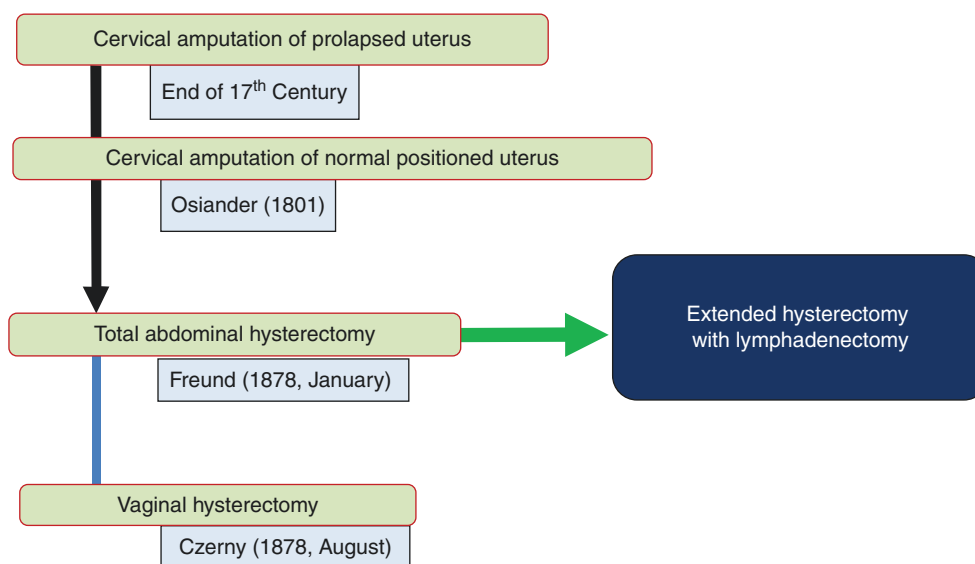 Cervical amputation of prolapsed uterus
End of 17th Century
Cervical amputation of normal positioned uterus
Osiander (1801)
Total abdominal hysterectomy
Freund (1878, January)
Extended hysterectomy
with lymphadenectomy
Vaginal hysterectomy
Czerny (1878, August)